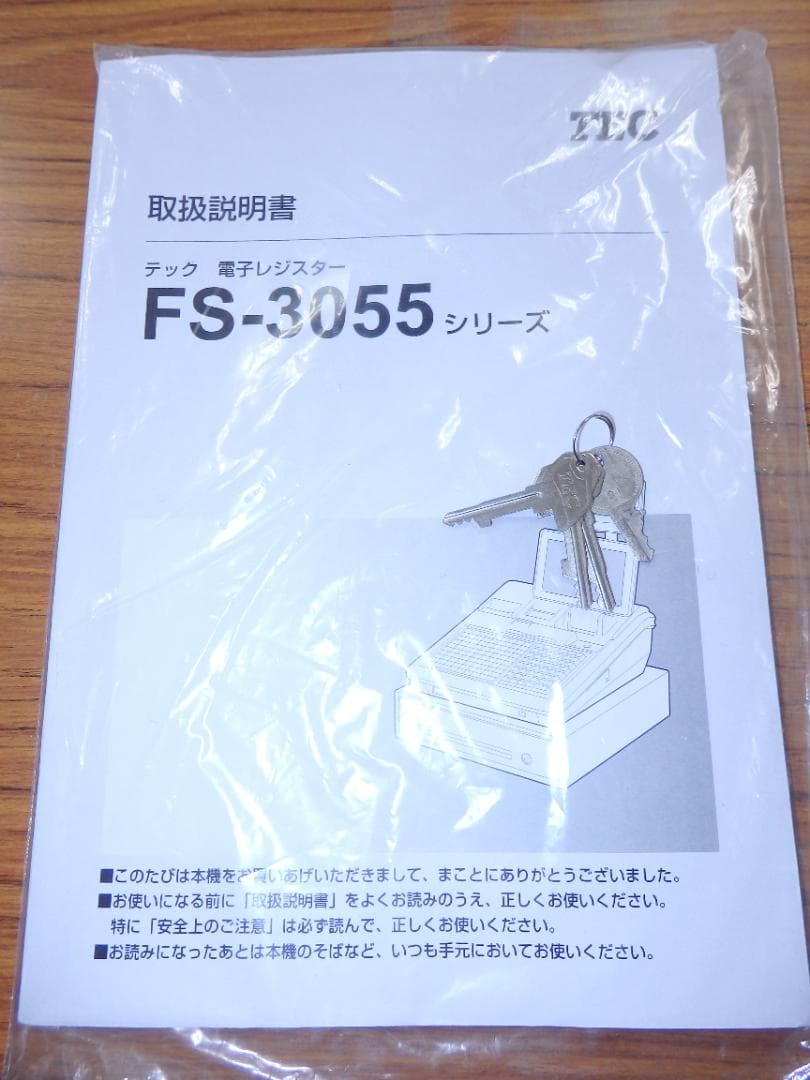 TEC
取扱説明書
テック 電子レジスター
FS-3055 シリーズ
■このたびは本機をお買いあげいただきまして、まことにありがとうございました。
■お使いになる前に「取扱説明書」をよくお読みのうえ、正しくお使いください。
特に「安全上のご注意」は必ず読んで、正しくお使いください。
■お読みになったあとは本機のそばなど、いつも手元においてお使いください。